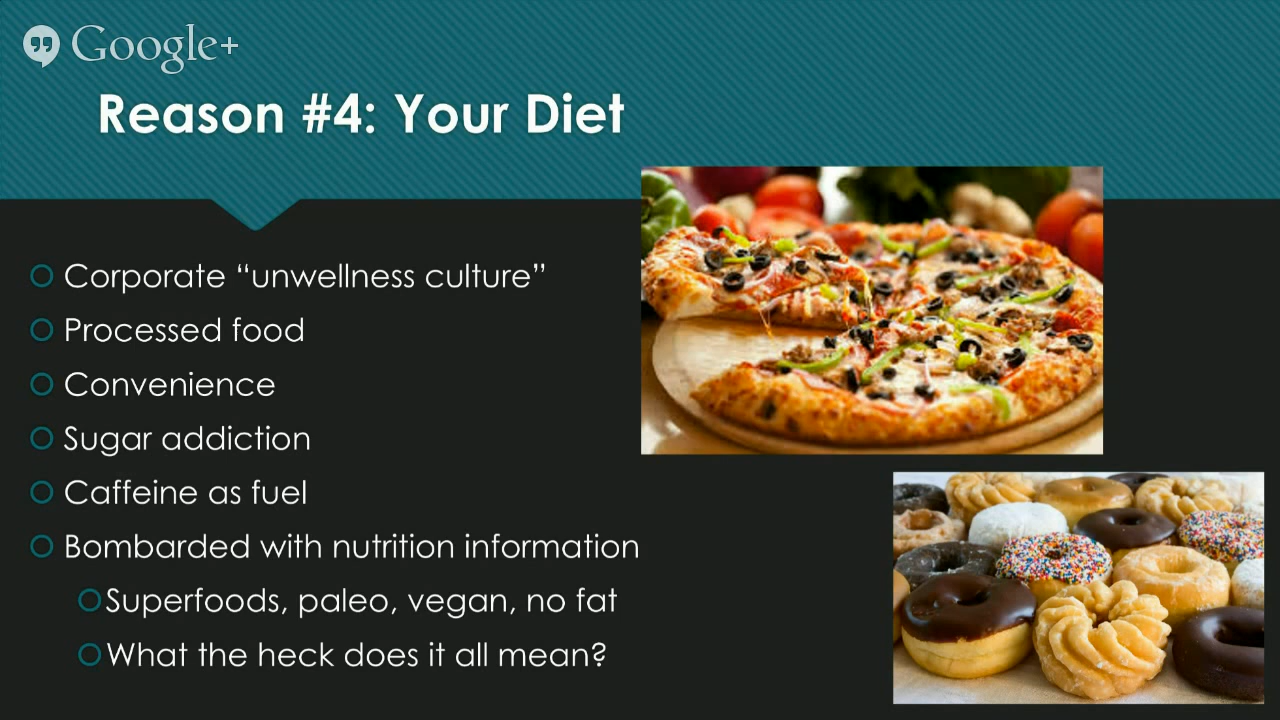 Google+
Reason #4: Your Diet
Corporate “unwellness culture”
Processed food
Convenience
Sugar addiction
Caffeine as fuel
Bombarded with nutrition information
Superfoods, paleo, vegan, no fat
What the heck does it all mean?